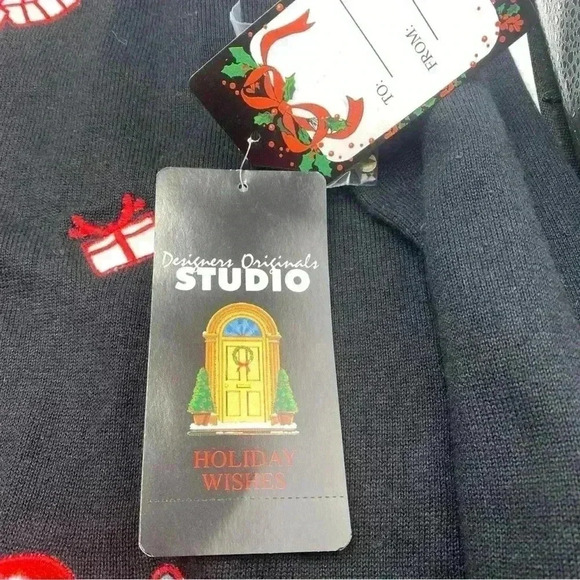 TO:
FROM:
Designers Originals
STUDIO
HOLIDAY
WISHES